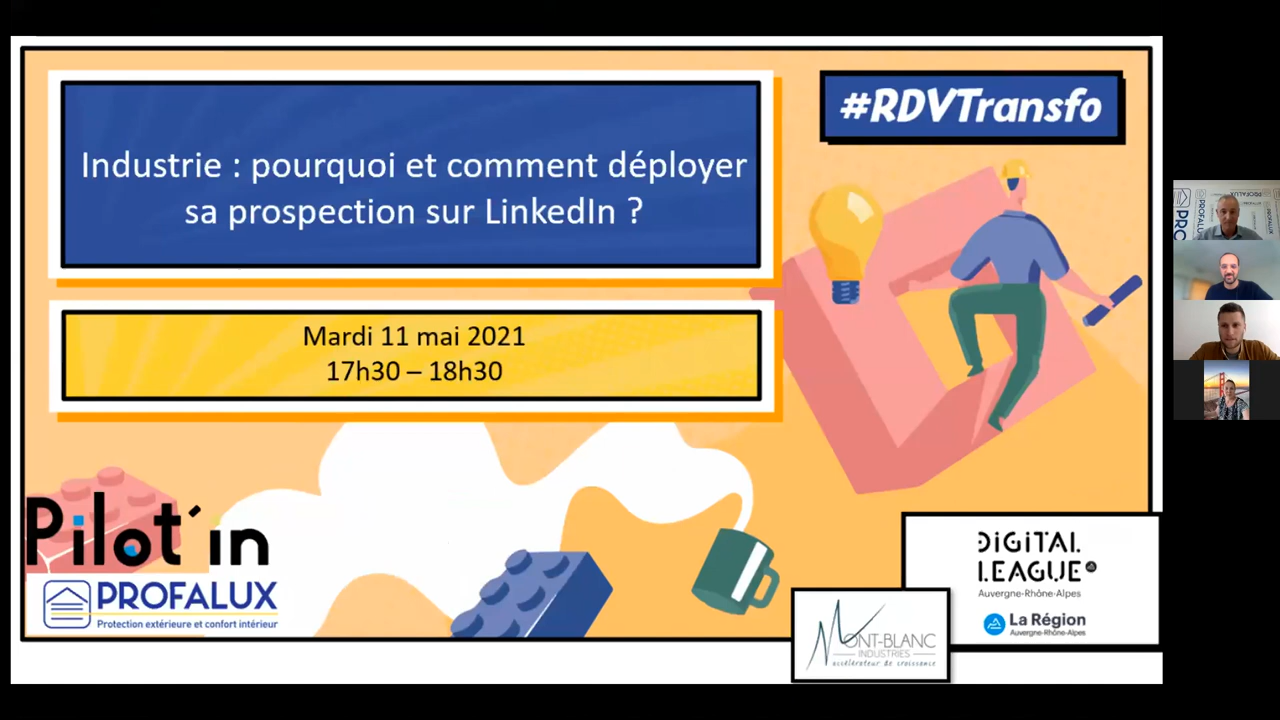 #RDVTransfo
Industrie : pourquoi et comment déployer
sa prospection sur LinkedIn ?
Mardi 11 mai 2021
17h30 – 18h30
Pilot'in
PROFALUX
Protection extérieure et confort intérieur
DIGITAL
LEAGUE
Auvergne-Rhône-Alpes
La Région
Auvergne-Rhône-Alpes
MONT-BLANC
INDUSTRIES
accélérateur de croissance
PROFALUX
PROFALUX